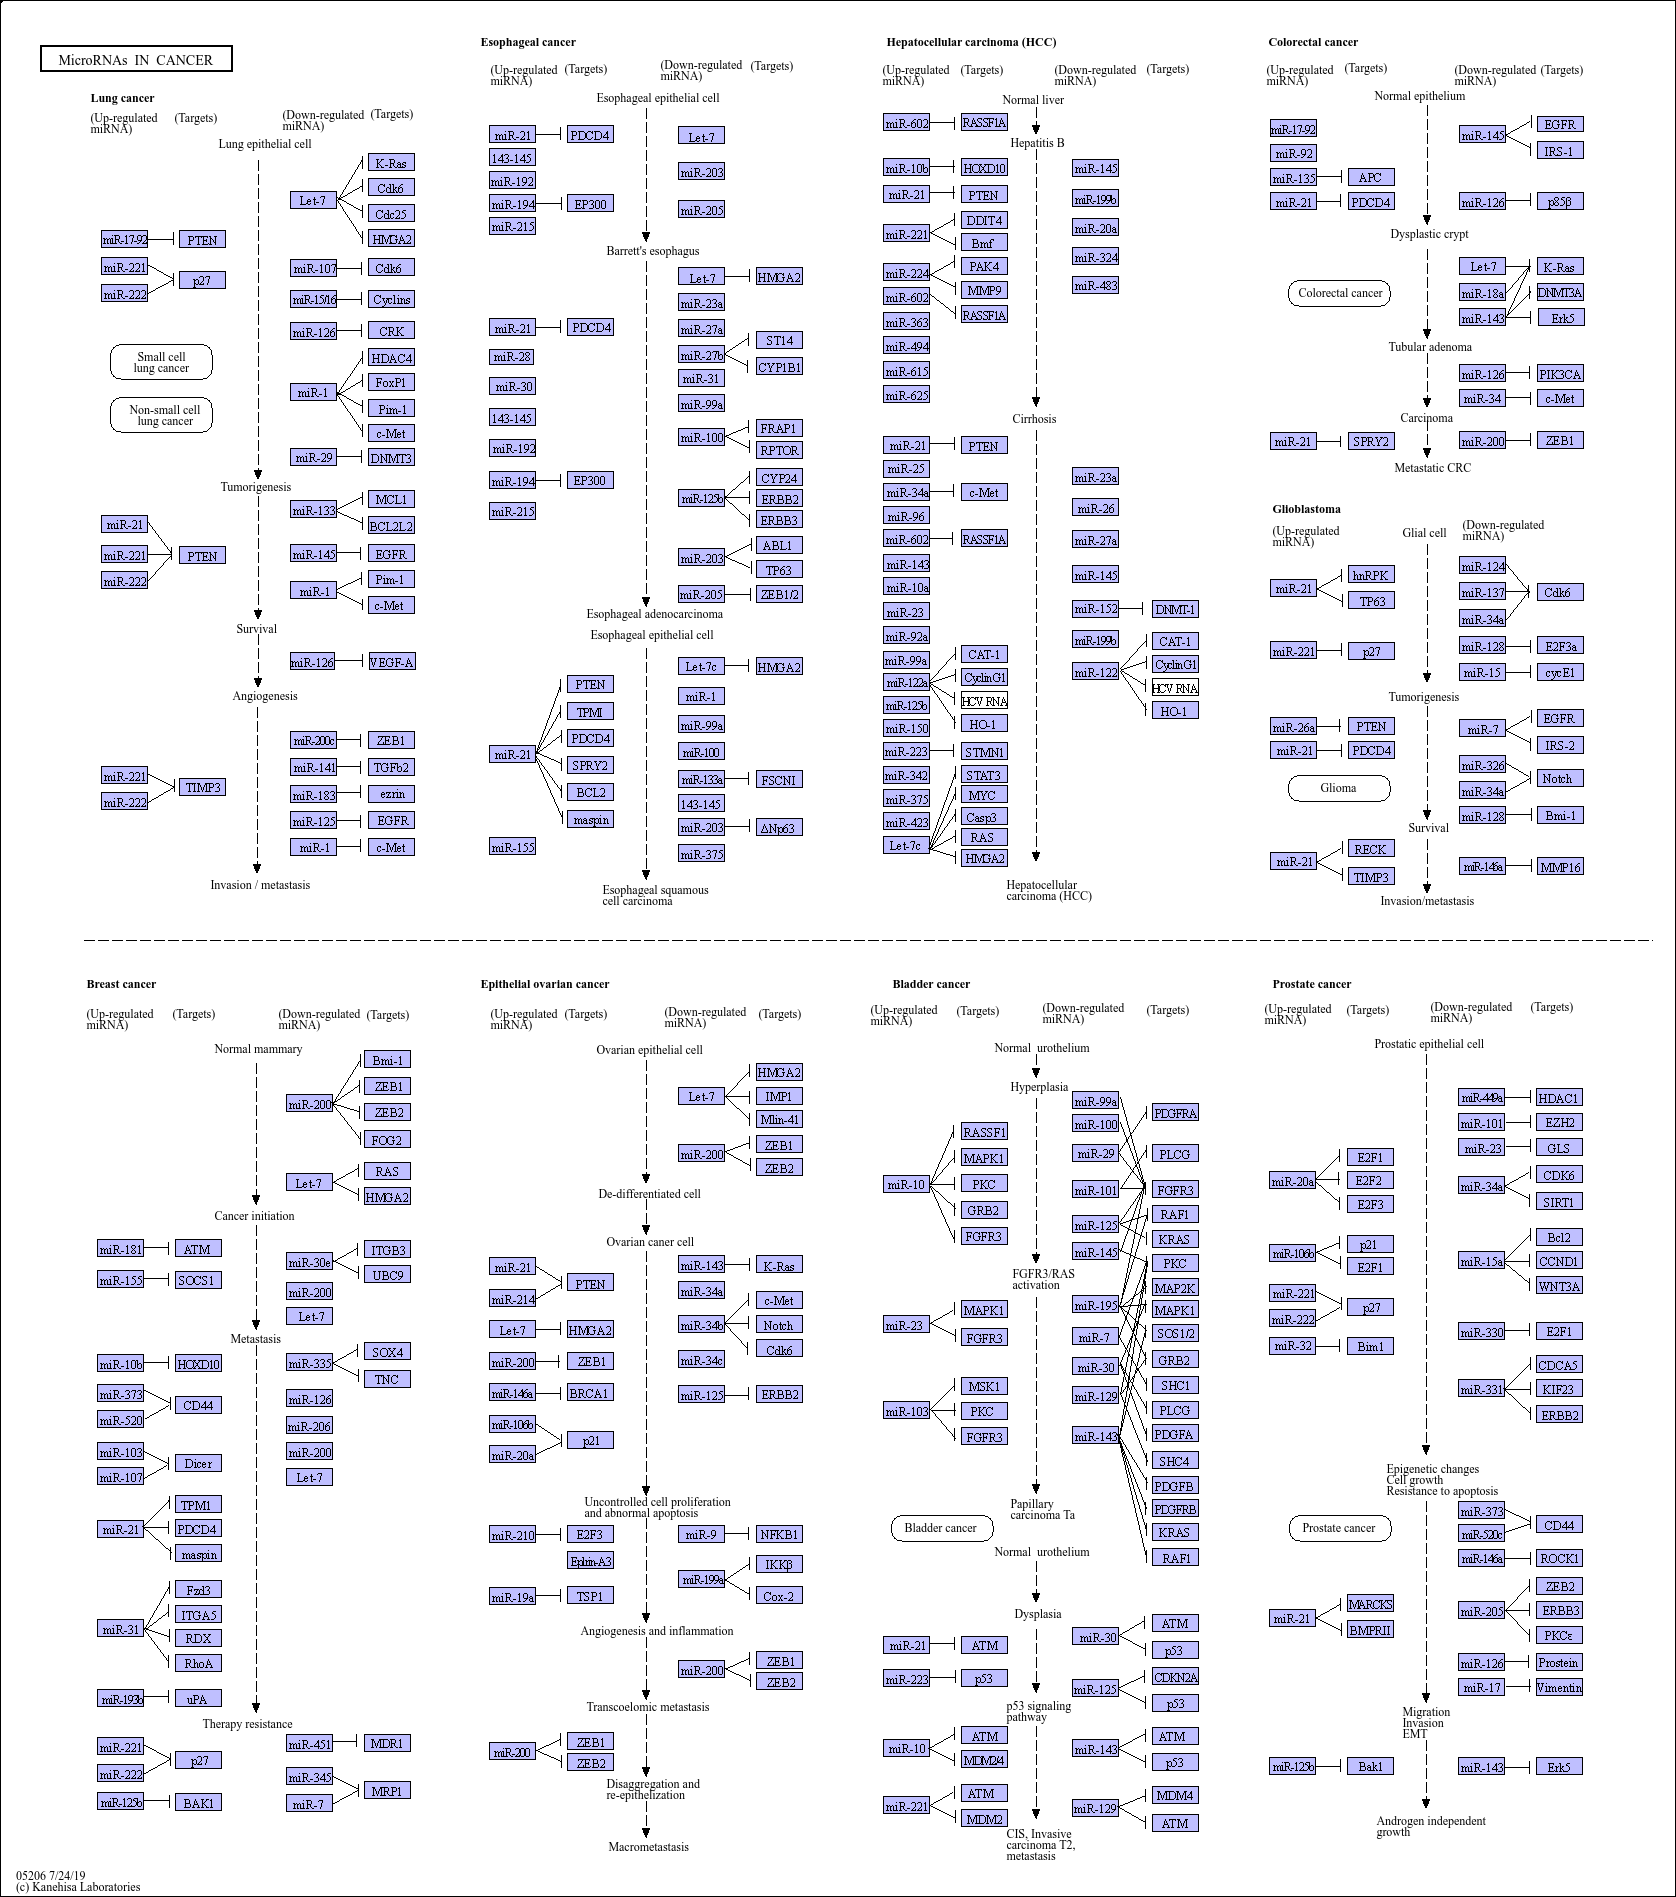 MicroRNAs IN CANCER
Lung cancer
(Up-regulated
miRNA)
(Targets)
(Down-regulated
miRNA)
(Targets)
Lung epithelial cell
miR-17-92
PTEN
miR-221
miR-222
p27
Small cell
lung cancer
Non-small cell
lung cancer
Let-7
K-Ras
Cdk6
Cdc25
HMGA2
miR-107
Cdk6
miR-15/16
Cyclins
miR-126
CRK
miR-1
HDAC4
FoxP1
Pim-1
c-Met
miR-29
DNMT3
Tumorigenesis
miR-21
miR-221
miR-222
PTEN
miR-133
MCL1
BCL2L2
miR-145
EGFR
miR-1
Pim-1
c-Met
Survival
miR-126
VEGF-A
Angiogenesis
miR-221
miR-222
TIMP3
miR-200c
ZEB1
miR-141
TGFb2
miR-183
ezrin
miR-125
EGFR
miR-1
c-Met
Invasion / metastasis
Esophageal cancer
(Up-regulated
miRNA)
(Targets)
(Down-regulated
miRNA)
(Targets)
Esophageal epithelial cell
miR-21
PDCD4
143-145
miR-192
miR-194
EP300
miR-215
Let-7
miR-203
miR-205
Barrett's esophagus
miR-21
PDCD4
miR-28
miR-30
143-145
miR-192
miR-194
EP300
miR-215
Let-7
HMGA2
miR-23a
miR-27a
miR-27b
ST14
CYP1B1
miR-31
miR-99a
miR-100
FRAP1
RPTOR
miR-125b
CYP24
ERBB2
ERBB3
miR-203
ABL1
TP63
miR-205
ZEB1/2
Esophageal adenocarcinoma
Esophageal epithelial cell
miR-21
PTEN
TPM1
PDCD4
SPRY2
BCL2
maspin
miR-155
Let-7c
HMGA2
miR-1
miR-99a
miR-100
miR-133a
FSCN1
143-145
miR-203
ΔNp63
miR-375
Esophageal squamous
cell carcinoma
Hepatocellular carcinoma (HCC)
(Up-regulated
miRNA)
(Targets)
(Down-regulated
miRNA)
(Targets)
Normal liver
miR-602
RASSF1A
Hepatitis B
miR-10b
HOXD10
miR-21
PTEN
miR-221
DDIT4
Bmf
miR-224
PAK4
MMP9
miR-602
RASSF1A
miR-363
miR-494
miR-615
miR-625
miR-145
miR-199b
miR-20a
miR-324
miR-483
Cirrhosis
miR-21
PTEN
miR-25
miR-34a
c-Met
miR-96
miR-602
RASSF1A
miR-143
miR-10a
miR-23
miR-92a
miR-99a
miR-122a
CAT-1
CyclinG1
HCV RNA
HO-1
miR-125b
miR-150
miR-223
STMN1
miR-342
miR-375
miR-423
Let-7c
STAT3
MYC
Casp3
RAS
HMGA2
miR-23a
miR-26
miR-27a
miR-145
miR-152
DNMT-1
miR-199b
miR-122
CAT-1
CyclinG1
HCV RNA
HO-1
Hepatocellular
carcinoma (HCC)
Colorectal cancer
(Up-regulated
miRNA)
(Targets)
(Down-regulated
miRNA)
(Targets)
Normal epithelium
miR-17-92
miR-92
miR-135
APC
miR-21
PDCD4
miR-145
EGFR
IRS-1
miR-126
p85β
Dysplastic crypt
Colorectal cancer
Let-7
miR-18a
miR-143
K-Ras
DNMT3A
Erk5
Tubular adenoma
miR-126
PIK3CA
miR-34
c-Met
Carcinoma
miR-21
SPRY2
miR-200
ZEB1
Metastatic CRC
Glioblastoma
(Up-regulated
miRNA)
Glial cell
(Down-regulated
miRNA)
miR-21
hnRPK
TP63
miR-221
p27
miR-124
miR-137
miR-34a
Cdk6
miR-128
E2F3a
miR-15
cycE1
Tumorigenesis
miR-26a
PTEN
miR-21
PDCD4
Glioma
miR-7
EGFR
IRS-2
miR-326
miR-34a
Notch
miR-128
Bmi-1
Survival
miR-21
RECK
TIMP3
miR-146a
MMP16
Invasion/metastasis
Breast cancer
(Up-regulated
miRNA)
(Targets)
(Down-regulated
miRNA)
(Targets)
Normal mammary
miR-200
Bmi-1
ZEB1
ZEB2
FOG2
Let-7
RAS
HMGA2
Cancer initiation
miR-181
ATM
miR-155
SOCS1
miR-30e
ITGB3
UBC9
miR-200
Let-7
Metastasis
miR-10b
HOXD10
miR-373
miR-520
CD44
miR-103
miR-107
Dicer
miR-21
TPM1
PDCD4
maspin
miR-31
Fzd3
ITGA5
RDX
RhoA
miR-193b
uPA
miR-335
SOX4
TNC
miR-126
miR-206
miR-200
Let-7
Therapy resistance
miR-221
miR-222
p27
miR-125b
BAK1
miR-451
MDR1
miR-345
miR-7
MRP1
Epithelial ovarian cancer
(Up-regulated
miRNA)
(Targets)
(Down-regulated
miRNA)
(Targets)
Ovarian epithelial cell
Let-7
HMGA2
IMP1
Mlin-41
miR-200
ZEB1
ZEB2
De-differentiated cell
Ovarian caner cell
miR-21
miR-214
PTEN
Let-7
HMGA2
miR-200
ZEB1
miR-146a
BRCA1
miR-106b
miR-20a
p21
miR-143
K-Ras
miR-34a
miR-34b
c-Met
Notch
Cdk6
miR-34c
miR-125
ERBB2
Uncontrolled cell proliferation
and abnormal apoptosis
miR-210
E2F3
Ephrin-A3
miR-19a
TSP1
miR-9
NFKB1
miR-199a
IKKβ
Cox-2
Angiogenesis and inflammation
miR-200
ZEB1
ZEB2
Transcoelomic metastasis
miR-200
ZEB1
ZEB2
Disaggregation and
re-epithelization
Macrometastasis
Bladder cancer
(Up-regulated
miRNA)
(Targets)
(Down-regulated
miRNA)
(Targets)
Normal urothelium
Hyperplasia
miR-10
RASSF1
MAPK1
PKC
GRB2
FGFR3
miR-99a
miR-100
miR-29
miR-101
miR-125
miR-145
miR-195
miR-7
miR-30
miR-129
miR-143
PDGFRA
PLCG
FGFR3
RAF1
KRAS
PKC
MAP2K
MAPK1
SOS1/2
GRB2
SHC1
PLCG
PDGFA
SHC4
PDGFB
PDGFRB
KRAS
RAF1
FGFR3/RAS
activation
miR-23
MAPK1
FGFR3
miR-103
MSK1
PKC
FGFR3
Papillary
carcinoma Ta
Bladder cancer
Normal urothelium
Dysplasia
miR-21
ATM
miR-223
p53
miR-30
ATM
p53
miR-125
CDKN2A
p53
p53 signaling
pathway
miR-10
ATM
MDM2/4
miR-221
ATM
MDM2
miR-143
ATM
p53
miR-129
MDM4
ATM
CIS, Invasive
carcinoma T2,
metastasis
Prostate cancer
(Up-regulated
miRNA)
(Targets)
(Down-regulated
miRNA)
(Targets)
Prostatic epithelial cell
miR-20a
E2F1
E2F2
E2F3
miR-106b
p21
E2F1
miR-221
miR-222
p27
miR-32
Bim1
miR-449a
HDAC1
miR-101
EZH2
miR-23
GLS
miR-34a
CDK6
SIRT1
miR-15a
Bcl2
CCND1
WNT3A
miR-330
E2F1
miR-331
CDCA5
KIF23
ERBB2
Epigenetic changes
Cell growth
Resistance to apoptosis
Prostate cancer
miR-21
MARCKS
BMPRII
miR-373
miR-520c
CD44
miR-146a
ROCK1
miR-205
ZEB2
ERBB3
PKCε
miR-126
Prostein
miR-17
Vimentin
Migration
Invasion
EMT
miR-125b
Bak1
miR-143
Erk5
Androgen independent
growth
05206 7/24/19
(c) Kanehisa Laboratories